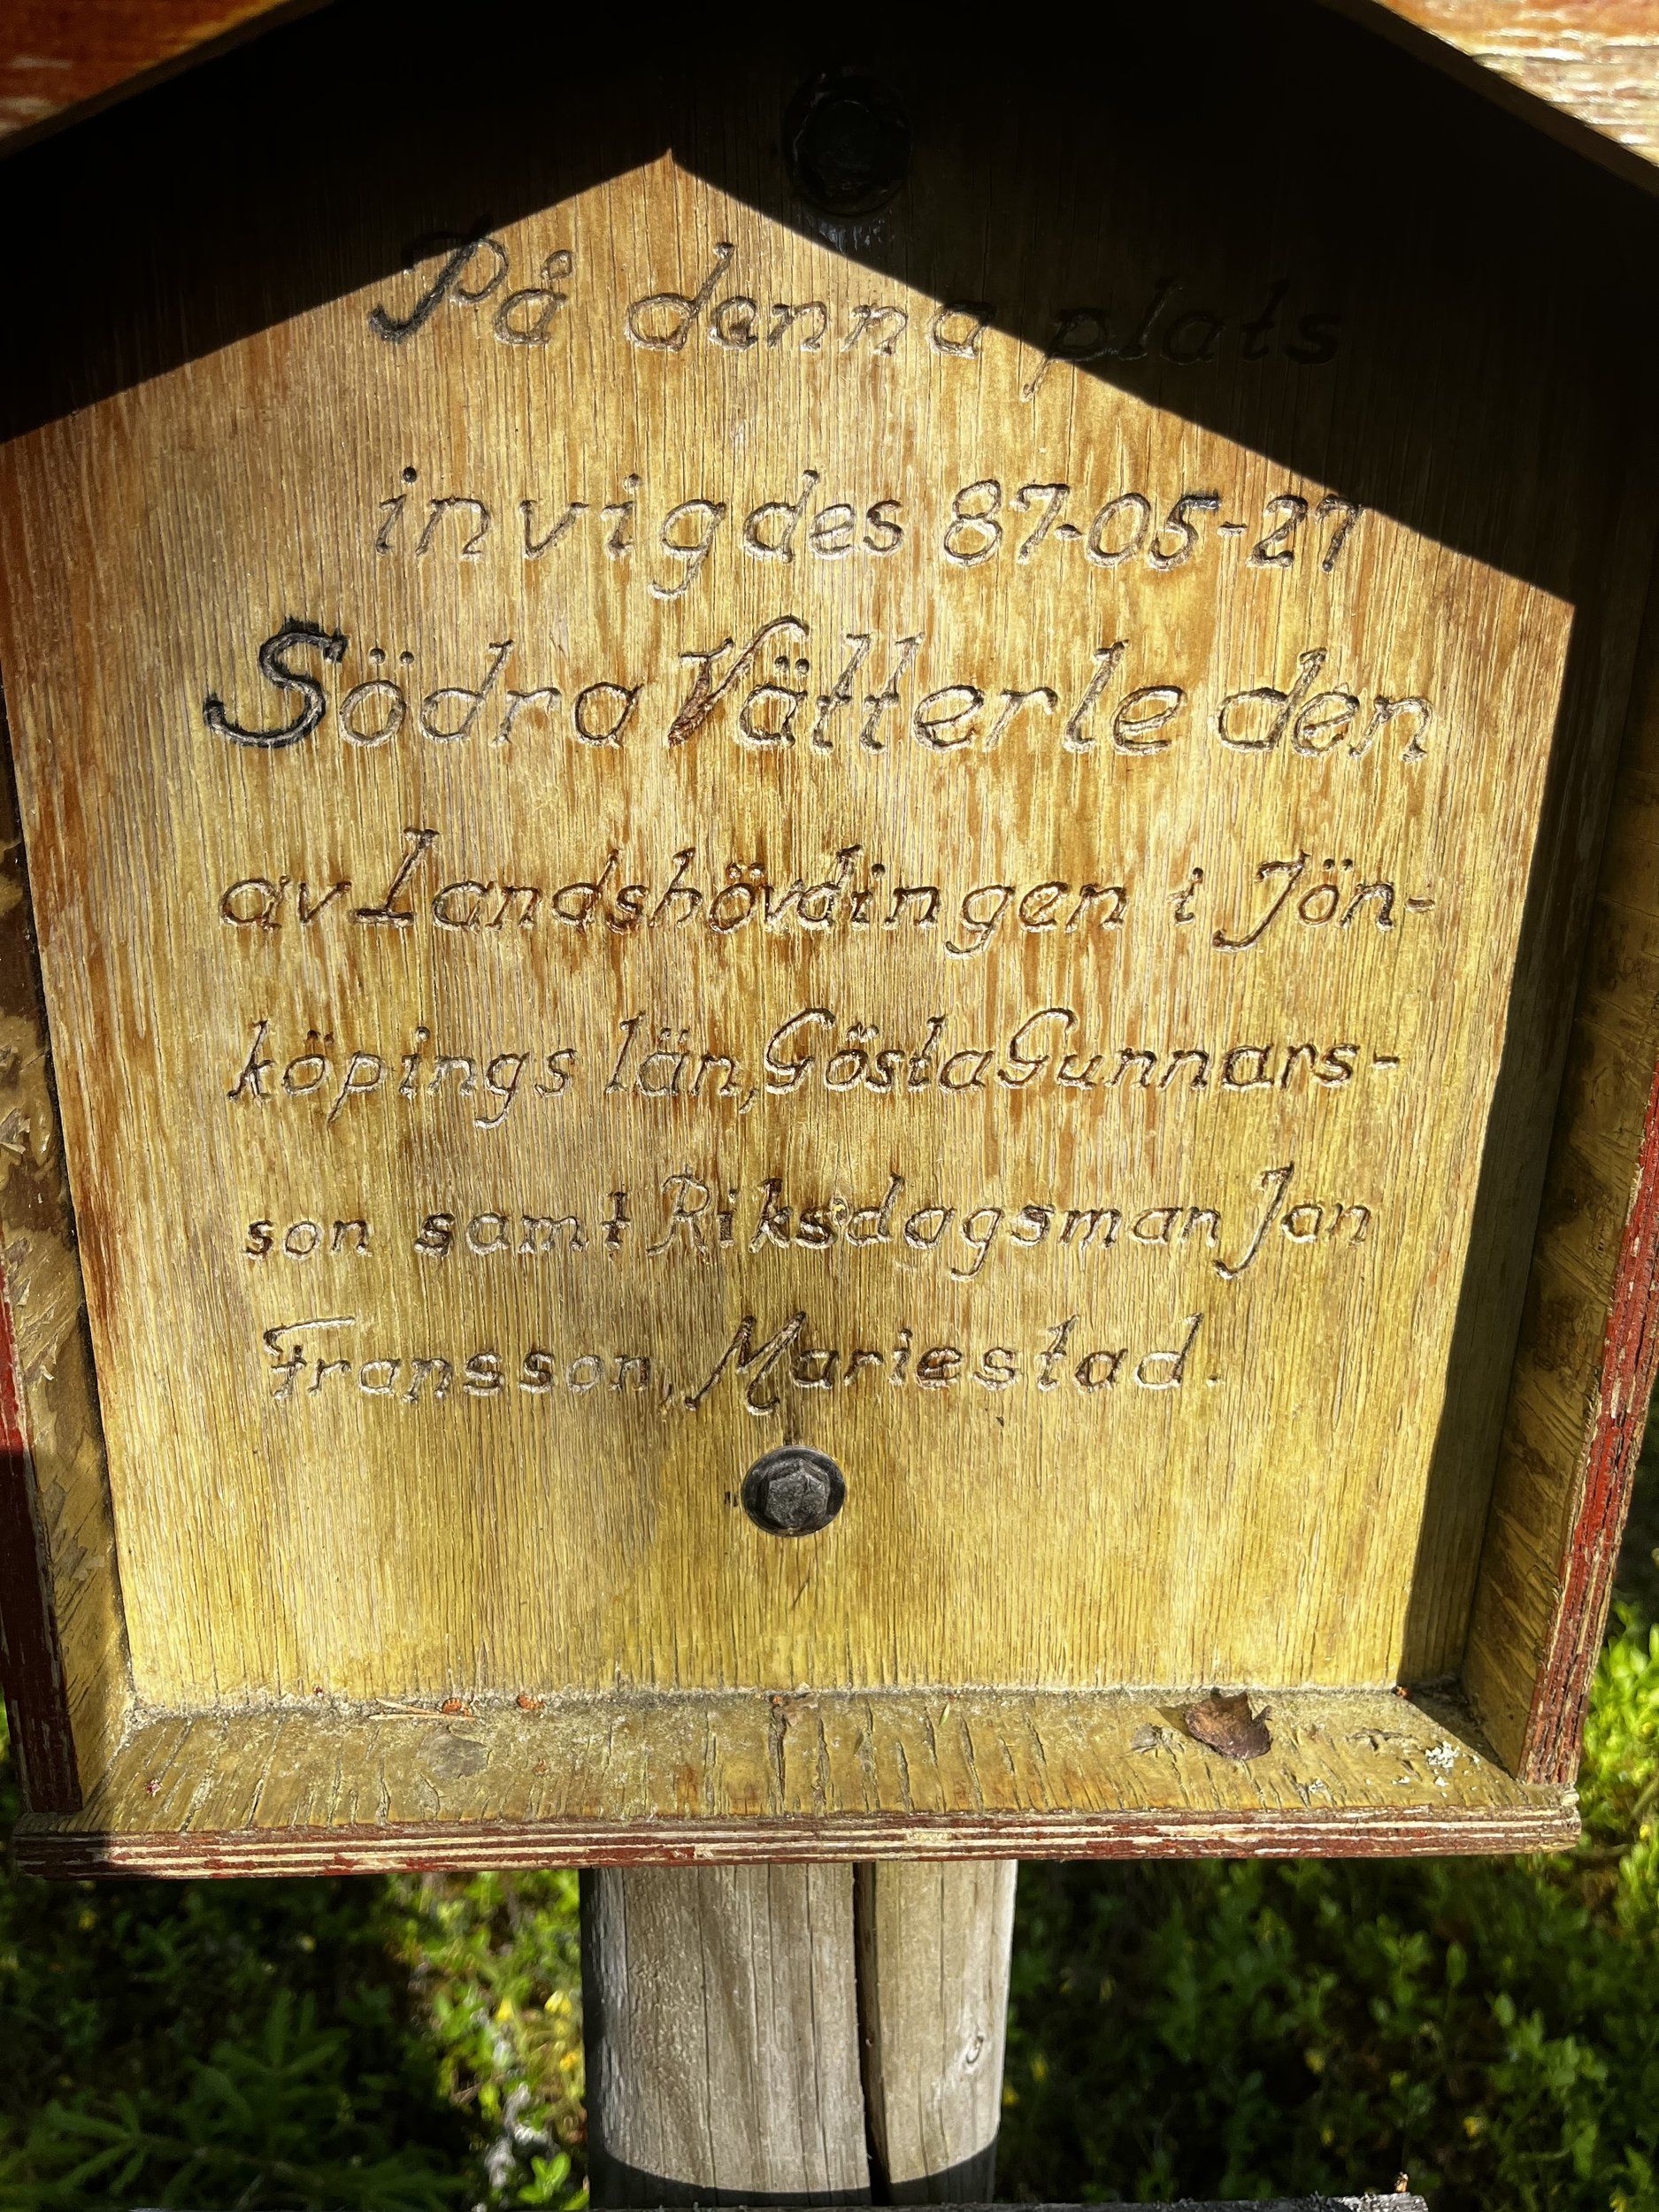 På denna plats
invigdes 87-05-27
Södra Vätterleden
av Landshövdingen i Jön-
köpings län, Gösta Gunnars-
son samt Riksdagsman Jan
Fransson, Mariestad.